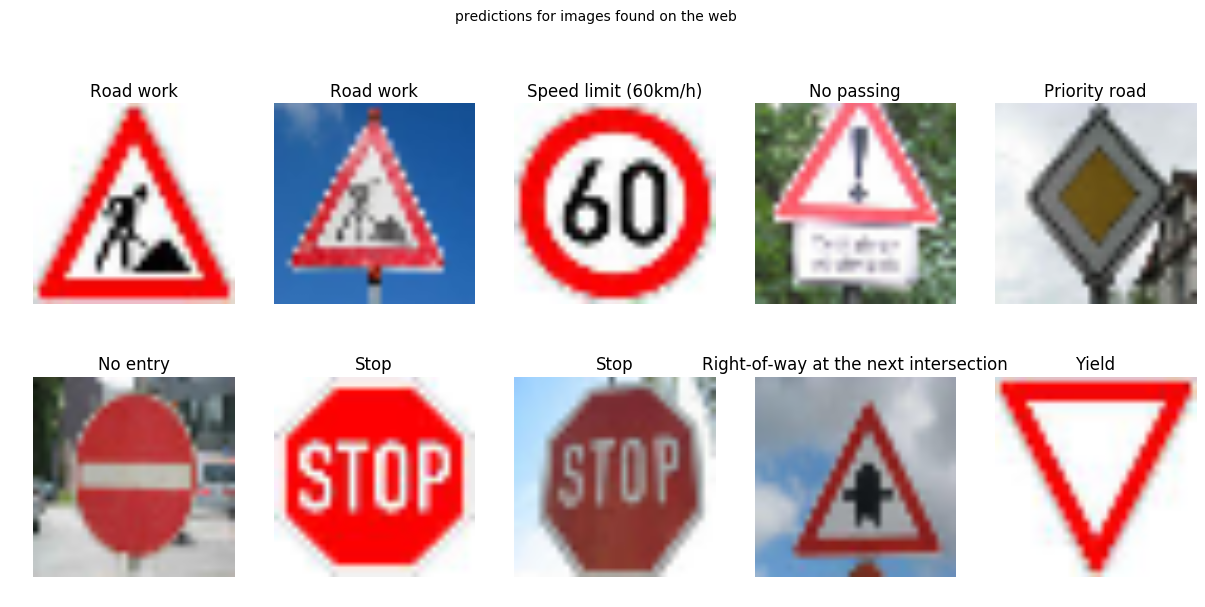 predictions for images found on the web
Road work
Road work
Speed limit (60km/h)
No passing
Priority road
60
No entry
Stop
Stop
Right-of-way at the next intersection
Yield
STOP
STOP